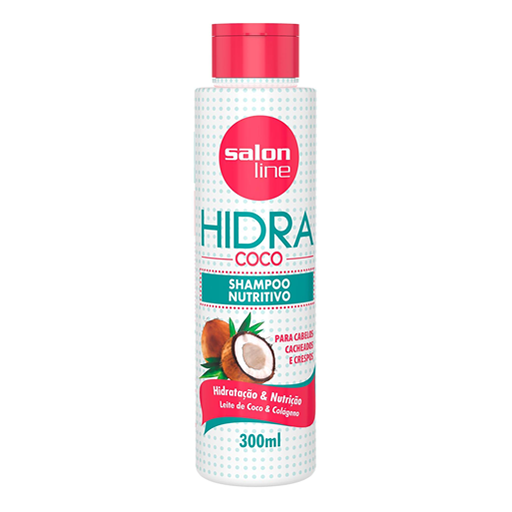 salon
line
HIDRA
COCO
SHAMPOO
NUTRITIVO
PARA CABELOS
CACHEADOS
E CRESPOS
Hidratação & Nutrição
Leite de Coco & Colágeno
300ml